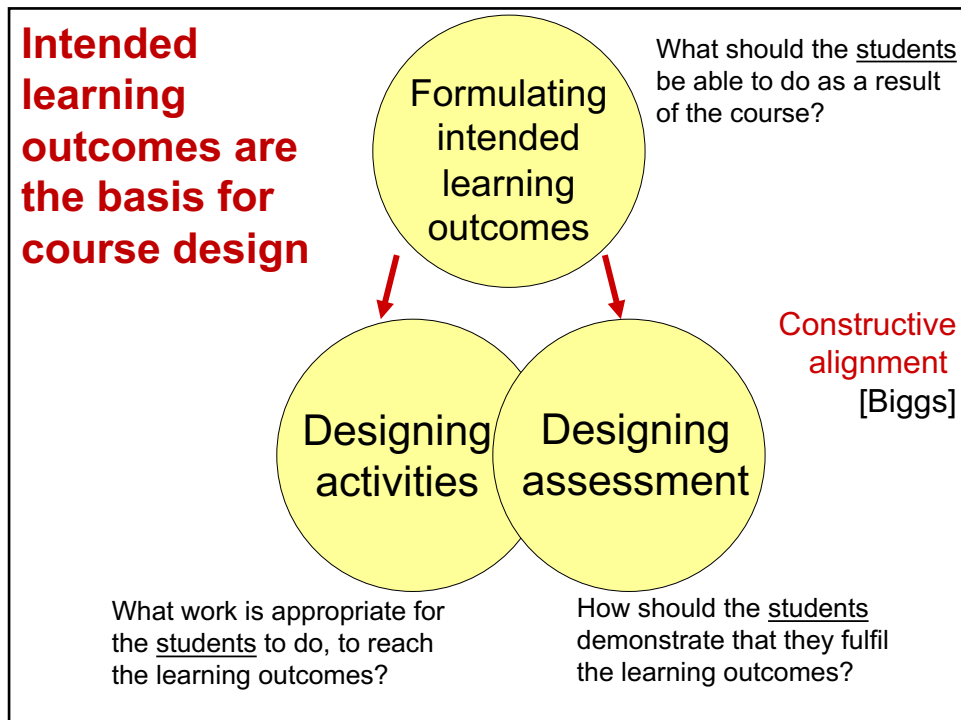 Intended
learning
outcomes are
the basis for
course design
Formulating
intended
learning
outcomes
What should the students
be able to do as a result
of the course?
Constructive
alignment
[Biggs]
Designing
activities
Designing
assessment
What work is appropriate for
the students to do, to reach
the learning outcomes?
How should the students
demonstrate that they fulfil
the learning outcomes?